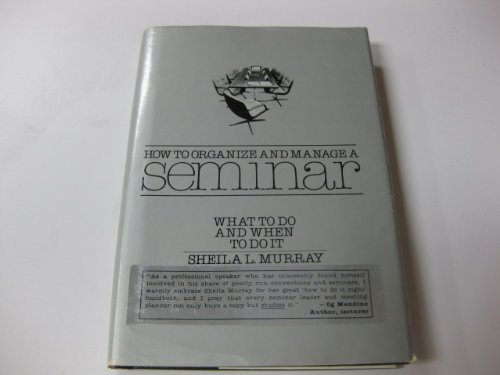 HOW TO ORGANIZE AND MANAGE A
seminar
WHAT TO DO
AND WHEN
TO DO IT
SHEILA L. MURRAY
"As a professional speaker who has innocently found himself
involved in his share of poorly run conventions and seminars, I
warmly embrace Sheila Murray for her great 'how to do it right'
handbook, and I pray that every seminar leader and meeting
planner not only buys a copy but studies it."
- Og Mandino
Author, lecturer